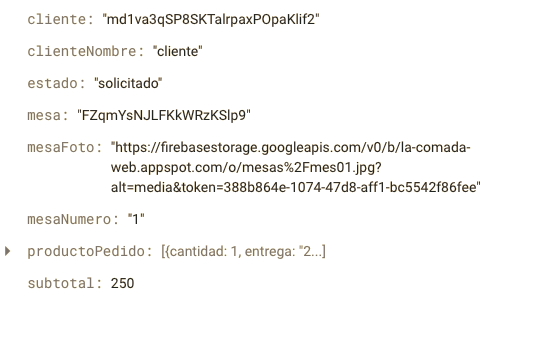 cliente: "md1va3qSP8SKTalrpaxPOpaKlif2"
clienteNombre: "cliente"
estado: "solicitado"
mesa: "FZqmYsNJLFKkWRzKSlp9"
mesaFoto: "https://firebasestorage.googleapis.com/v0/b/la-comada-
web.appspot.com/o/mesas%2Fmes01.jpg?
alt=media&token=388b864e-1074-47d8-aff1-bc5542f86fee"
mesaNumero: "1"
productoPedido: [{cantidad: 1, entrega: "2...]
subtotal: 250